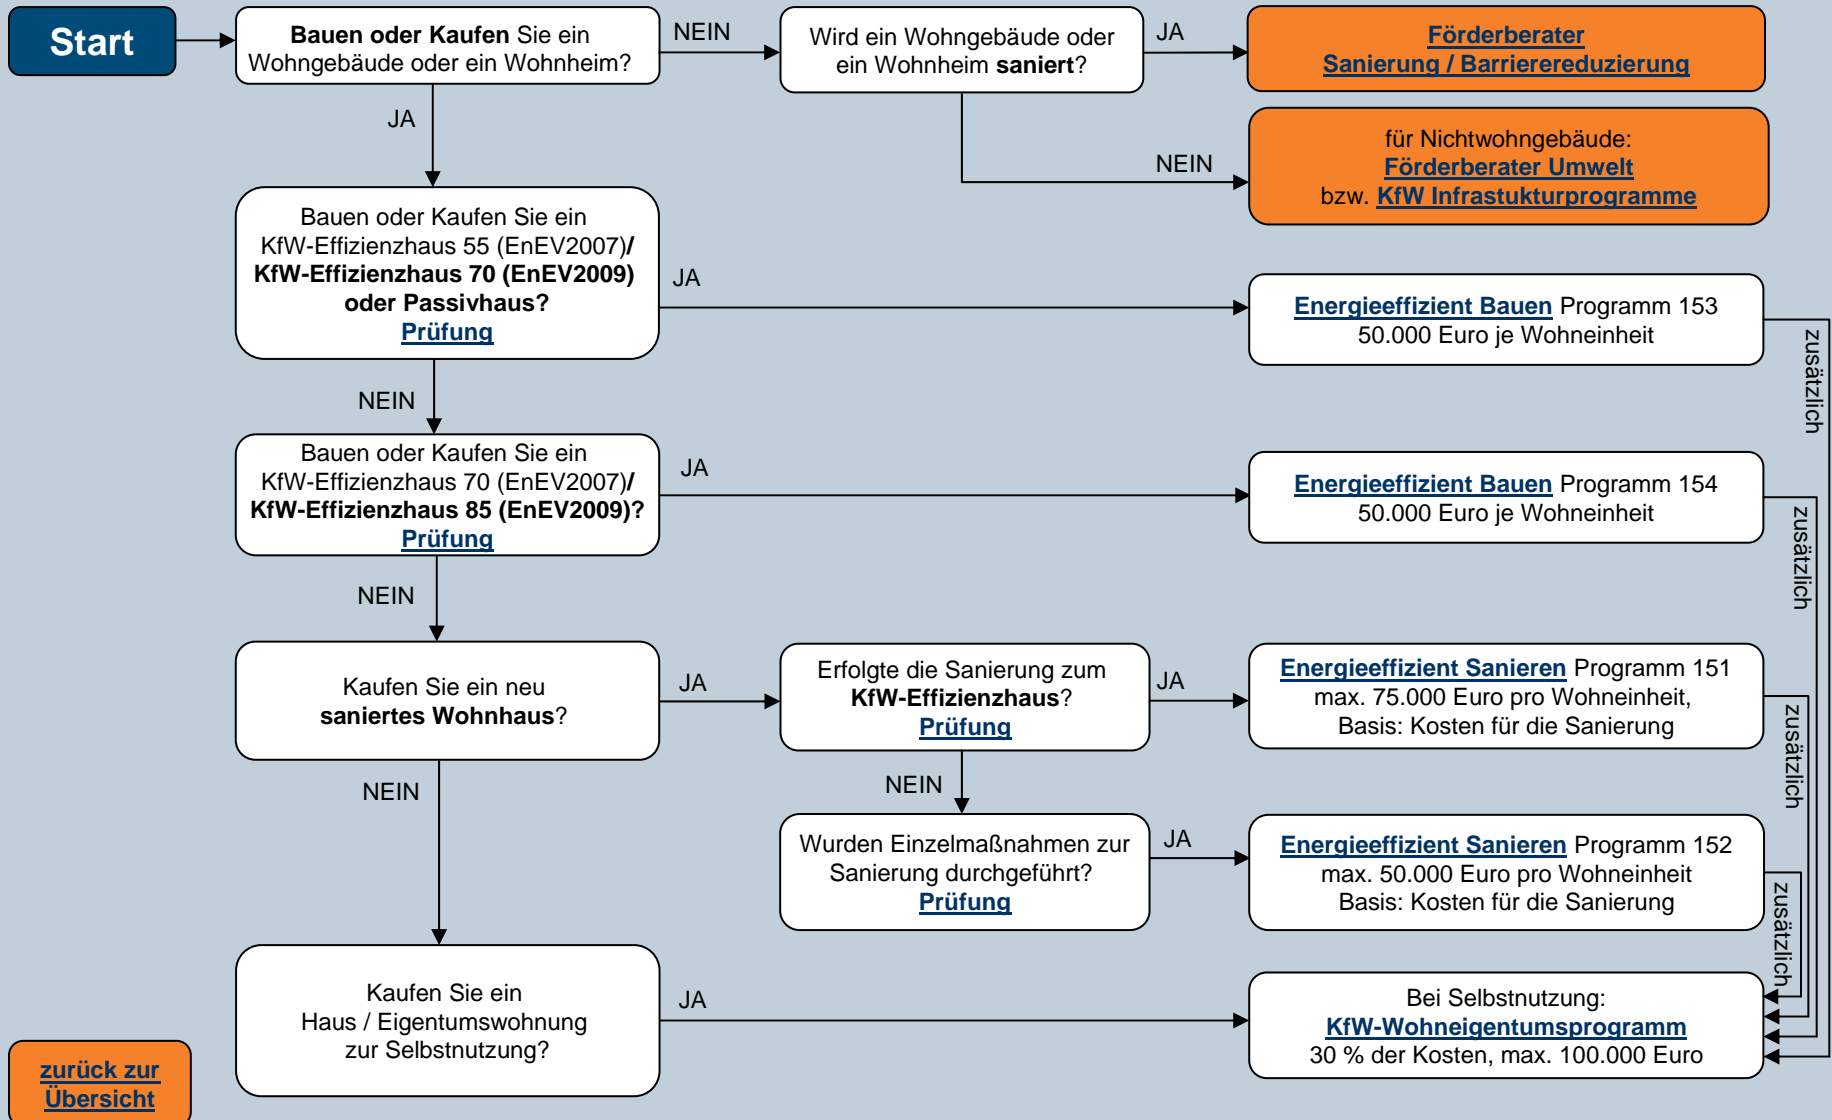 Start
Bauen oder Kaufen Sie ein
Wohngebäude oder ein Wohnheim?
NEIN
Wird ein Wohngebäude oder
ein Wohnheim saniert?
JA
Förderberater
Sanierung / Barrierereduzierung
JA
NEIN
für Nichtwohngebäude:
Förderberater Umwelt
bzw. KfW Infrastukturprogramme
Bauen oder Kaufen Sie ein
KfW-Effizienzhaus 55 (EnEV2007)/
KfW-Effizienzhaus 70 (EnEV2009)
oder Passivhaus?
Prüfung
JA
Energieeffizient Bauen Programm 153
50.000 Euro je Wohneinheit
zusätzlich
NEIN
Bauen oder Kaufen Sie ein
KfW-Effizienzhaus 70 (EnEV2007)/
KfW-Effizienzhaus 85 (EnEV2009)?
Prüfung
JA
Energieeffizient Bauen Programm 154
50.000 Euro je Wohneinheit
zusätzlich
NEIN
Kaufen Sie ein neu
saniertes Wohnhaus?
JA
Erfolgte die Sanierung zum
KfW-Effizienzhaus?
Prüfung
JA
Energieeffizient Sanieren Programm 151
max. 75.000 Euro pro Wohneinheit,
Basis: Kosten für die Sanierung
zusätzlich
NEIN
NEIN
Wurden Einzelmaßnahmen zur
Sanierung durchgeführt?
Prüfung
JA
Energieeffizient Sanieren Programm 152
max. 50.000 Euro pro Wohneinheit
Basis: Kosten für die Sanierung
zusätzlich
Kaufen Sie ein
Haus / Eigentumswohnung
zur Selbstnutzung?
JA
Bei Selbstnutzung:
KfW-Wohneigentumsprogramm
30 % der Kosten, max. 100.000 Euro
zurück zur
Übersicht